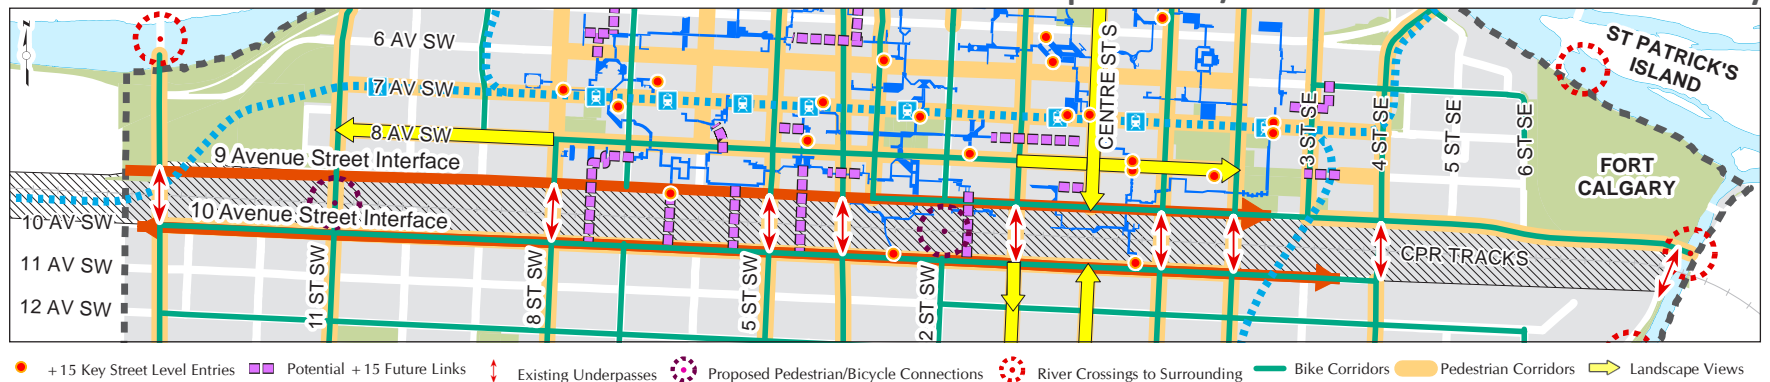 6 AV SW
7 AV SW
8 AV SW
9 Avenue Street Interface
10 Avenue Street Interface
10 AV SW
11 AV SW
12 AV SW
11 ST SW
8 ST SW
5 ST SW
2 ST SW
CENTRE ST S
3 ST SE
4 ST SE
5 ST SE
6 ST SE
ST PATRICK'S
ISLAND
FORT
CALGARY
CPR TRACKS
+15 Key Street Level Entries
Potential +15 Future Links
Existing Underpasses
Proposed Pedestrian/Bicycle Connections
River Crossings to Surrounding
Bike Corridors
Pedestrian Corridors
Landscape Views